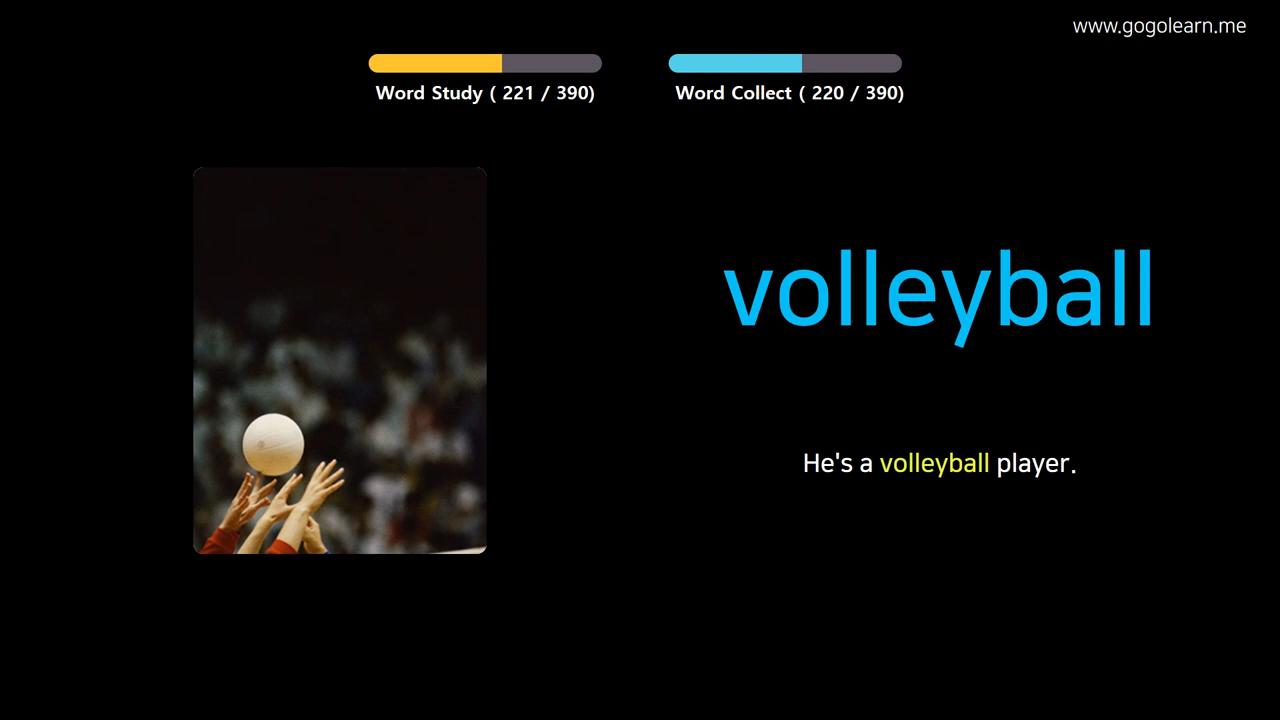 www.gogolearn.me
Word Study ( 221 / 390)
Word Collect ( 220 / 390)
volleyball
He's a volleyball player.